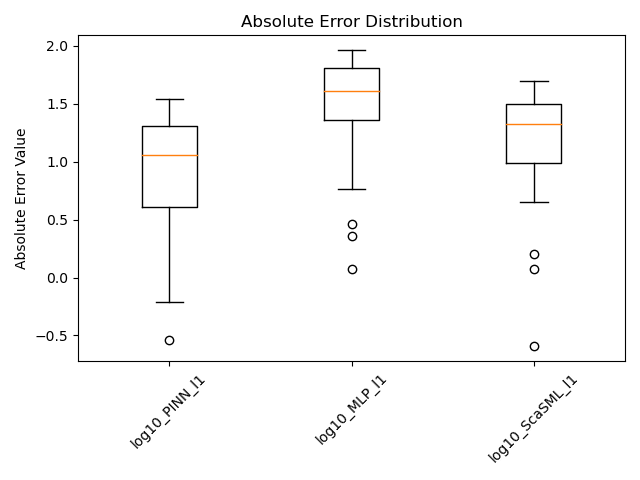 Absolute Error Distribution
Absolute Error Value
2.0
1.5
1.0
0.5
0.0
−0.5
log10_PINN_l1
log10_MLP_l1
log10_ScaSML_l1